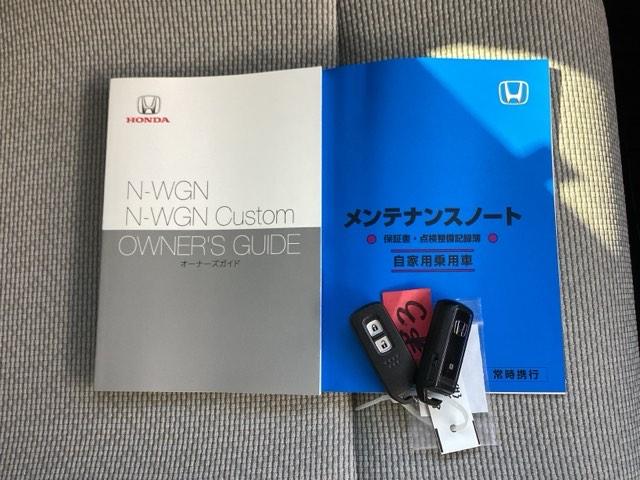 HONDA
N-WGN
N-WGN Custom
OWNER'S GUIDE
オーナーズガイド
メンテナンスノート
保証書・点検整備記録簿
自家用乗用車
常時携行